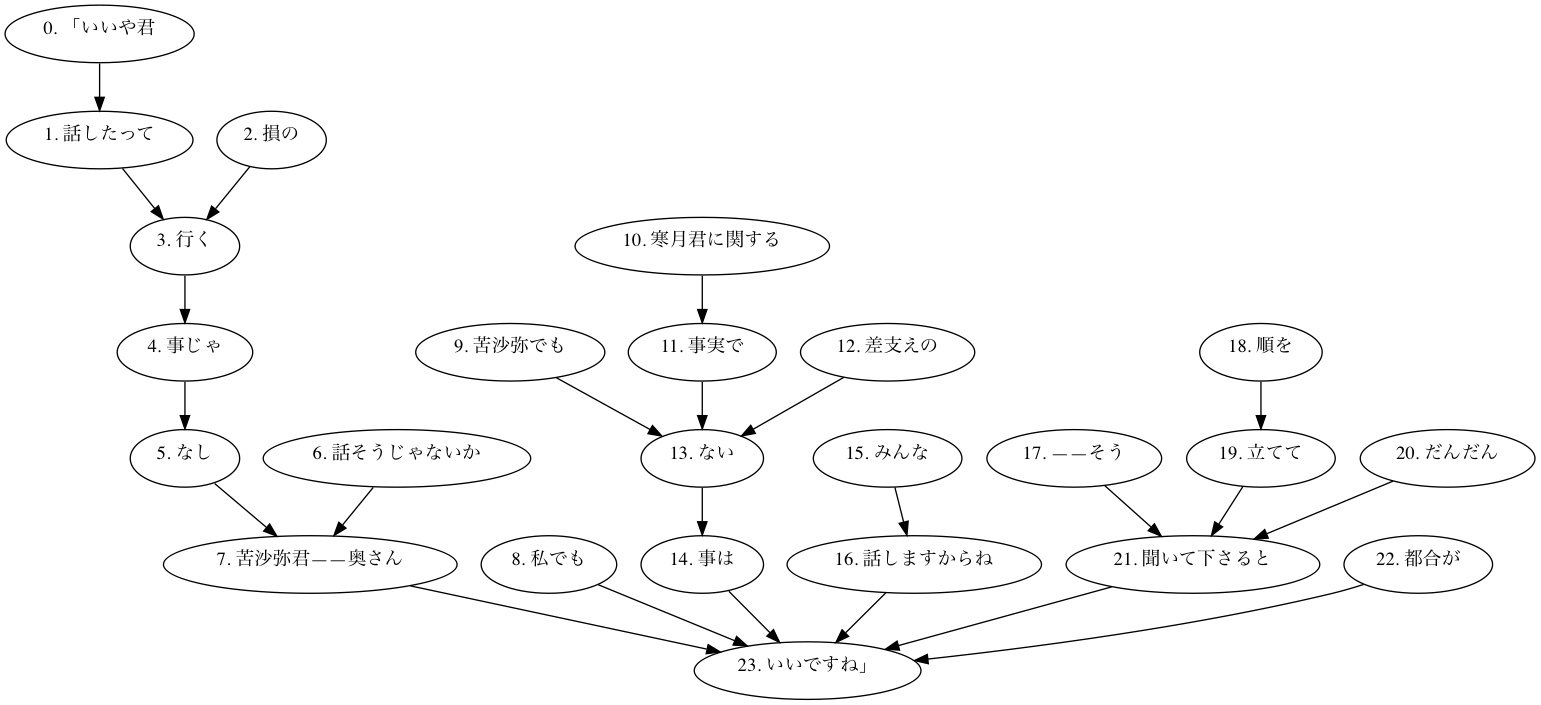 0. 「いいや君
1. 話したって
2. 損の
3. 行く
10. 寒月君に関する
4. 事じゃ
9. 苦沙弥でも
11. 事実で
12. 差支えの
18. 順を
5. なし
6. 話そうじゃないか
13. ない
15. みんな
17. ――そう
19. 立てて
20. だんだん
7. 苦沙弥君――奥さん
8. 私でも
14. 事は
16. 話しますからね
21. 聞いて下さると
22. 都合が
23. いいですね」